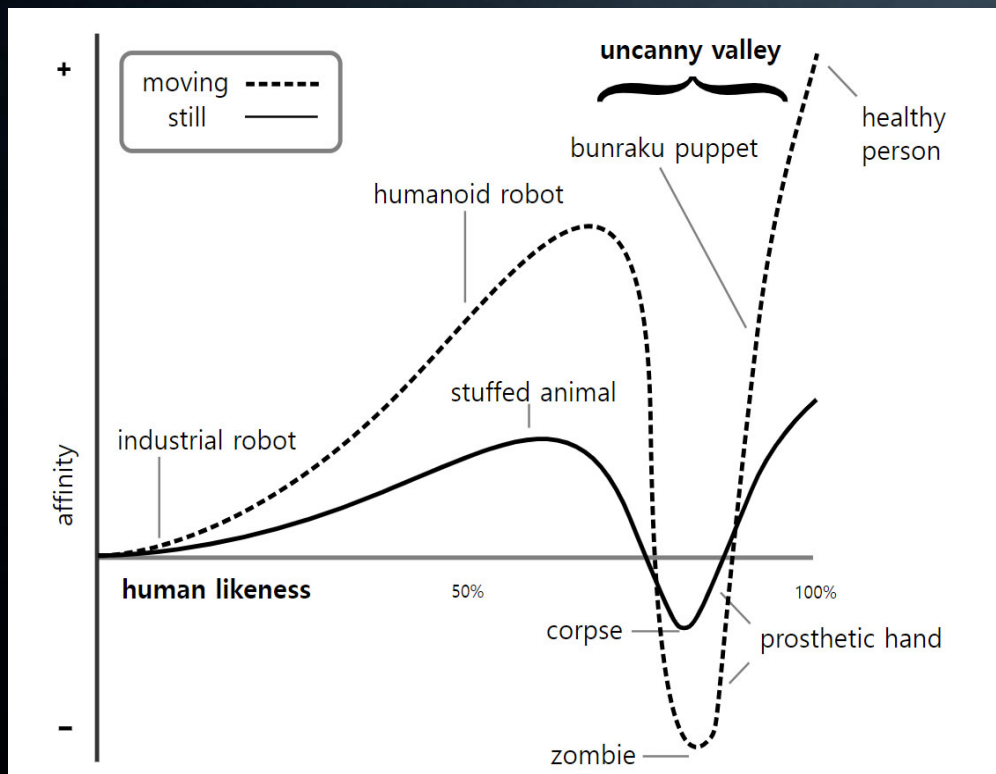 uncanny valley
+
moving
still
healthy
person
bunraku puppet
humanoid robot
stuffed animal
industrial robot
affinity
human likeness
50%
100%
corpse
prosthetic hand
–
zombie